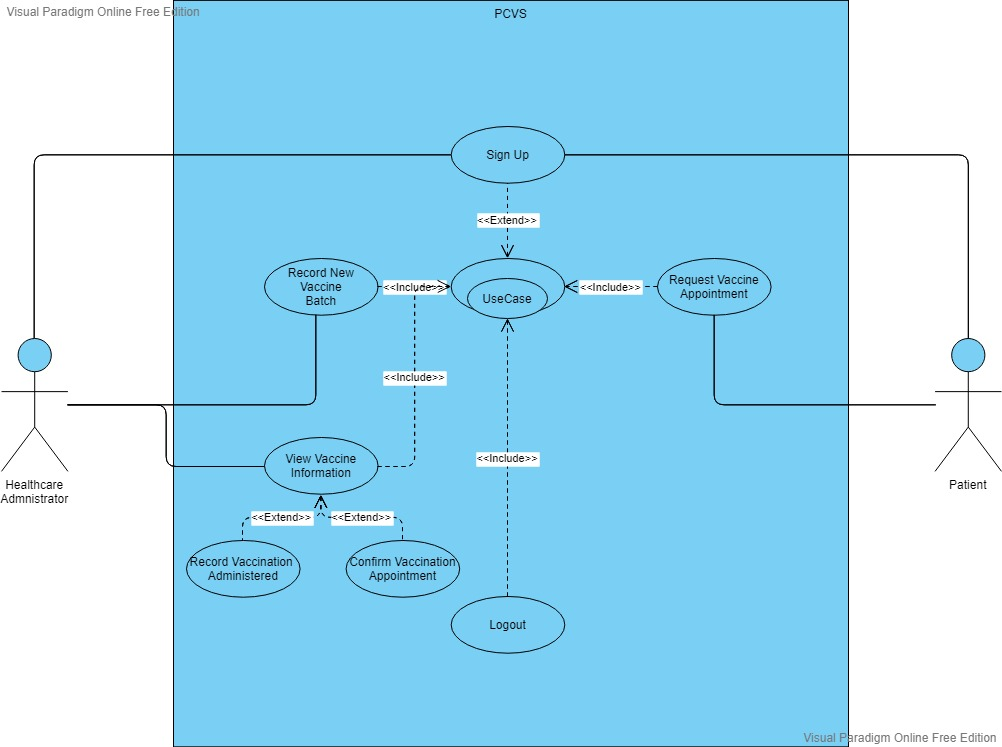 Visual Paradigm Online Free Edition
PCVS
Sign Up
<<Extend>>
Record New
Vaccine
Batch
<<Include>>
UseCase
<<Include>>
Request Vaccine
Appointment
<<Include>>
<<Include>>
View Vaccine
Information
Healthcare
Admnistrator
Patient
<<Extend>>
<<Extend>>
Record Vaccination
Administered
Confirm Vaccination
Appointment
Logout
Visual Paradigm Online Free Edition